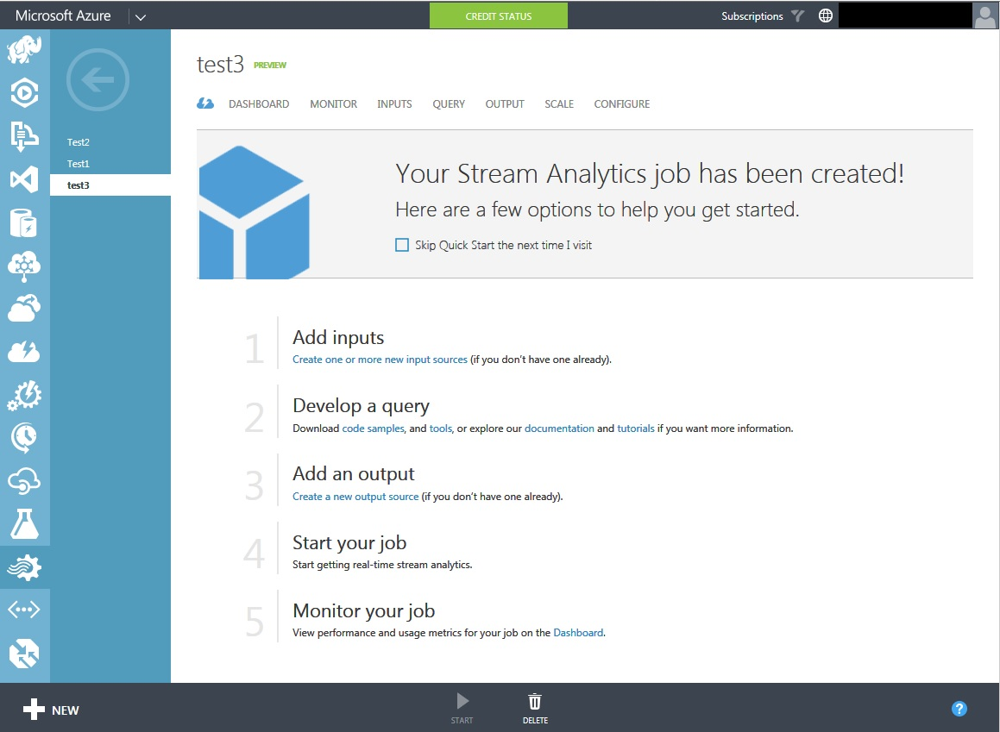 Microsoft Azure
CREDIT STATUS
Subscriptions
test3 PREVIEW
DASHBOARD MONITOR INPUTS QUERY OUTPUT SCALE CONFIGURE
Test2
Test1
test3
Your Stream Analytics job has been created!
Here are a few options to help you get started.
Skip Quick Start the next time I visit
1 Add inputs
Create one or more new input sources (if you don't have one already).
2 Develop a query
Download code samples, and tools, or explore our documentation and tutorials if you want more information.
3 Add an output
Create a new output source (if you don't have one already).
4 Start your job
Start getting real-time stream analytics.
5 Monitor your job
View performance and usage metrics for your job on the Dashboard.
NEW
START
DELETE
?